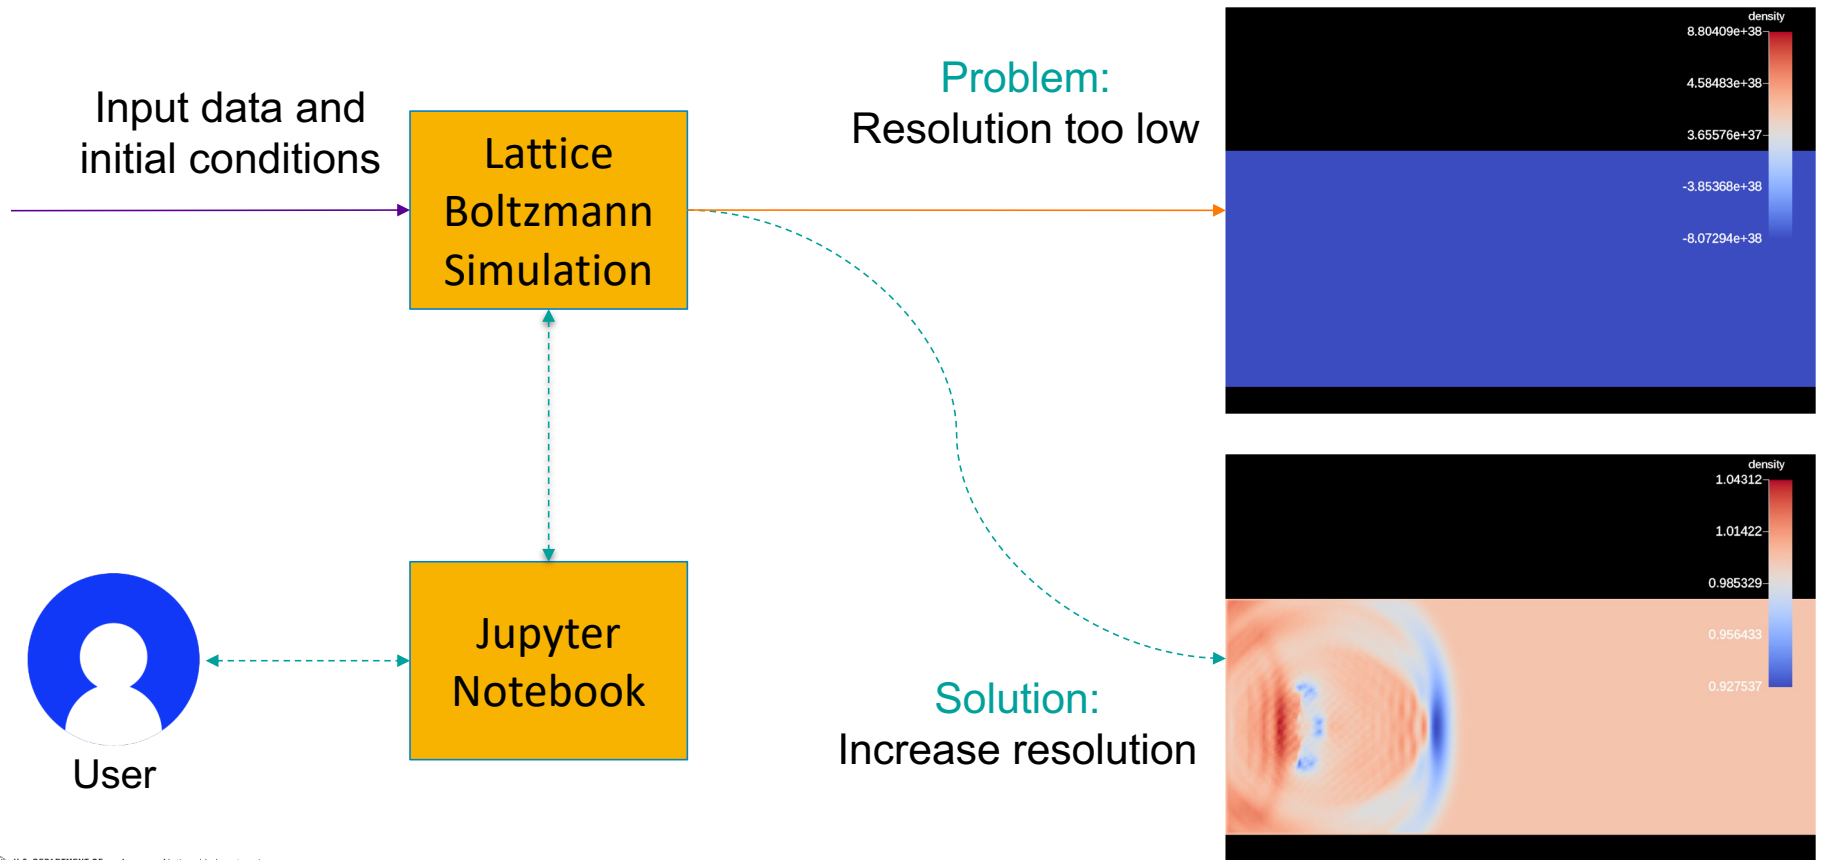 Input data and
initial conditions
Lattice
Boltzmann
Simulation
Problem:
Resolution too low
density
8.80409e+38
4.58483e+38
3.65576e+37
-3.85368e+38
-8.07294e+38
User
Jupyter
Notebook
Solution:
Increase resolution
density
1.04312
1.01422
0.985329
0.956433
0.927537
U.S. DEPARTMENT OF